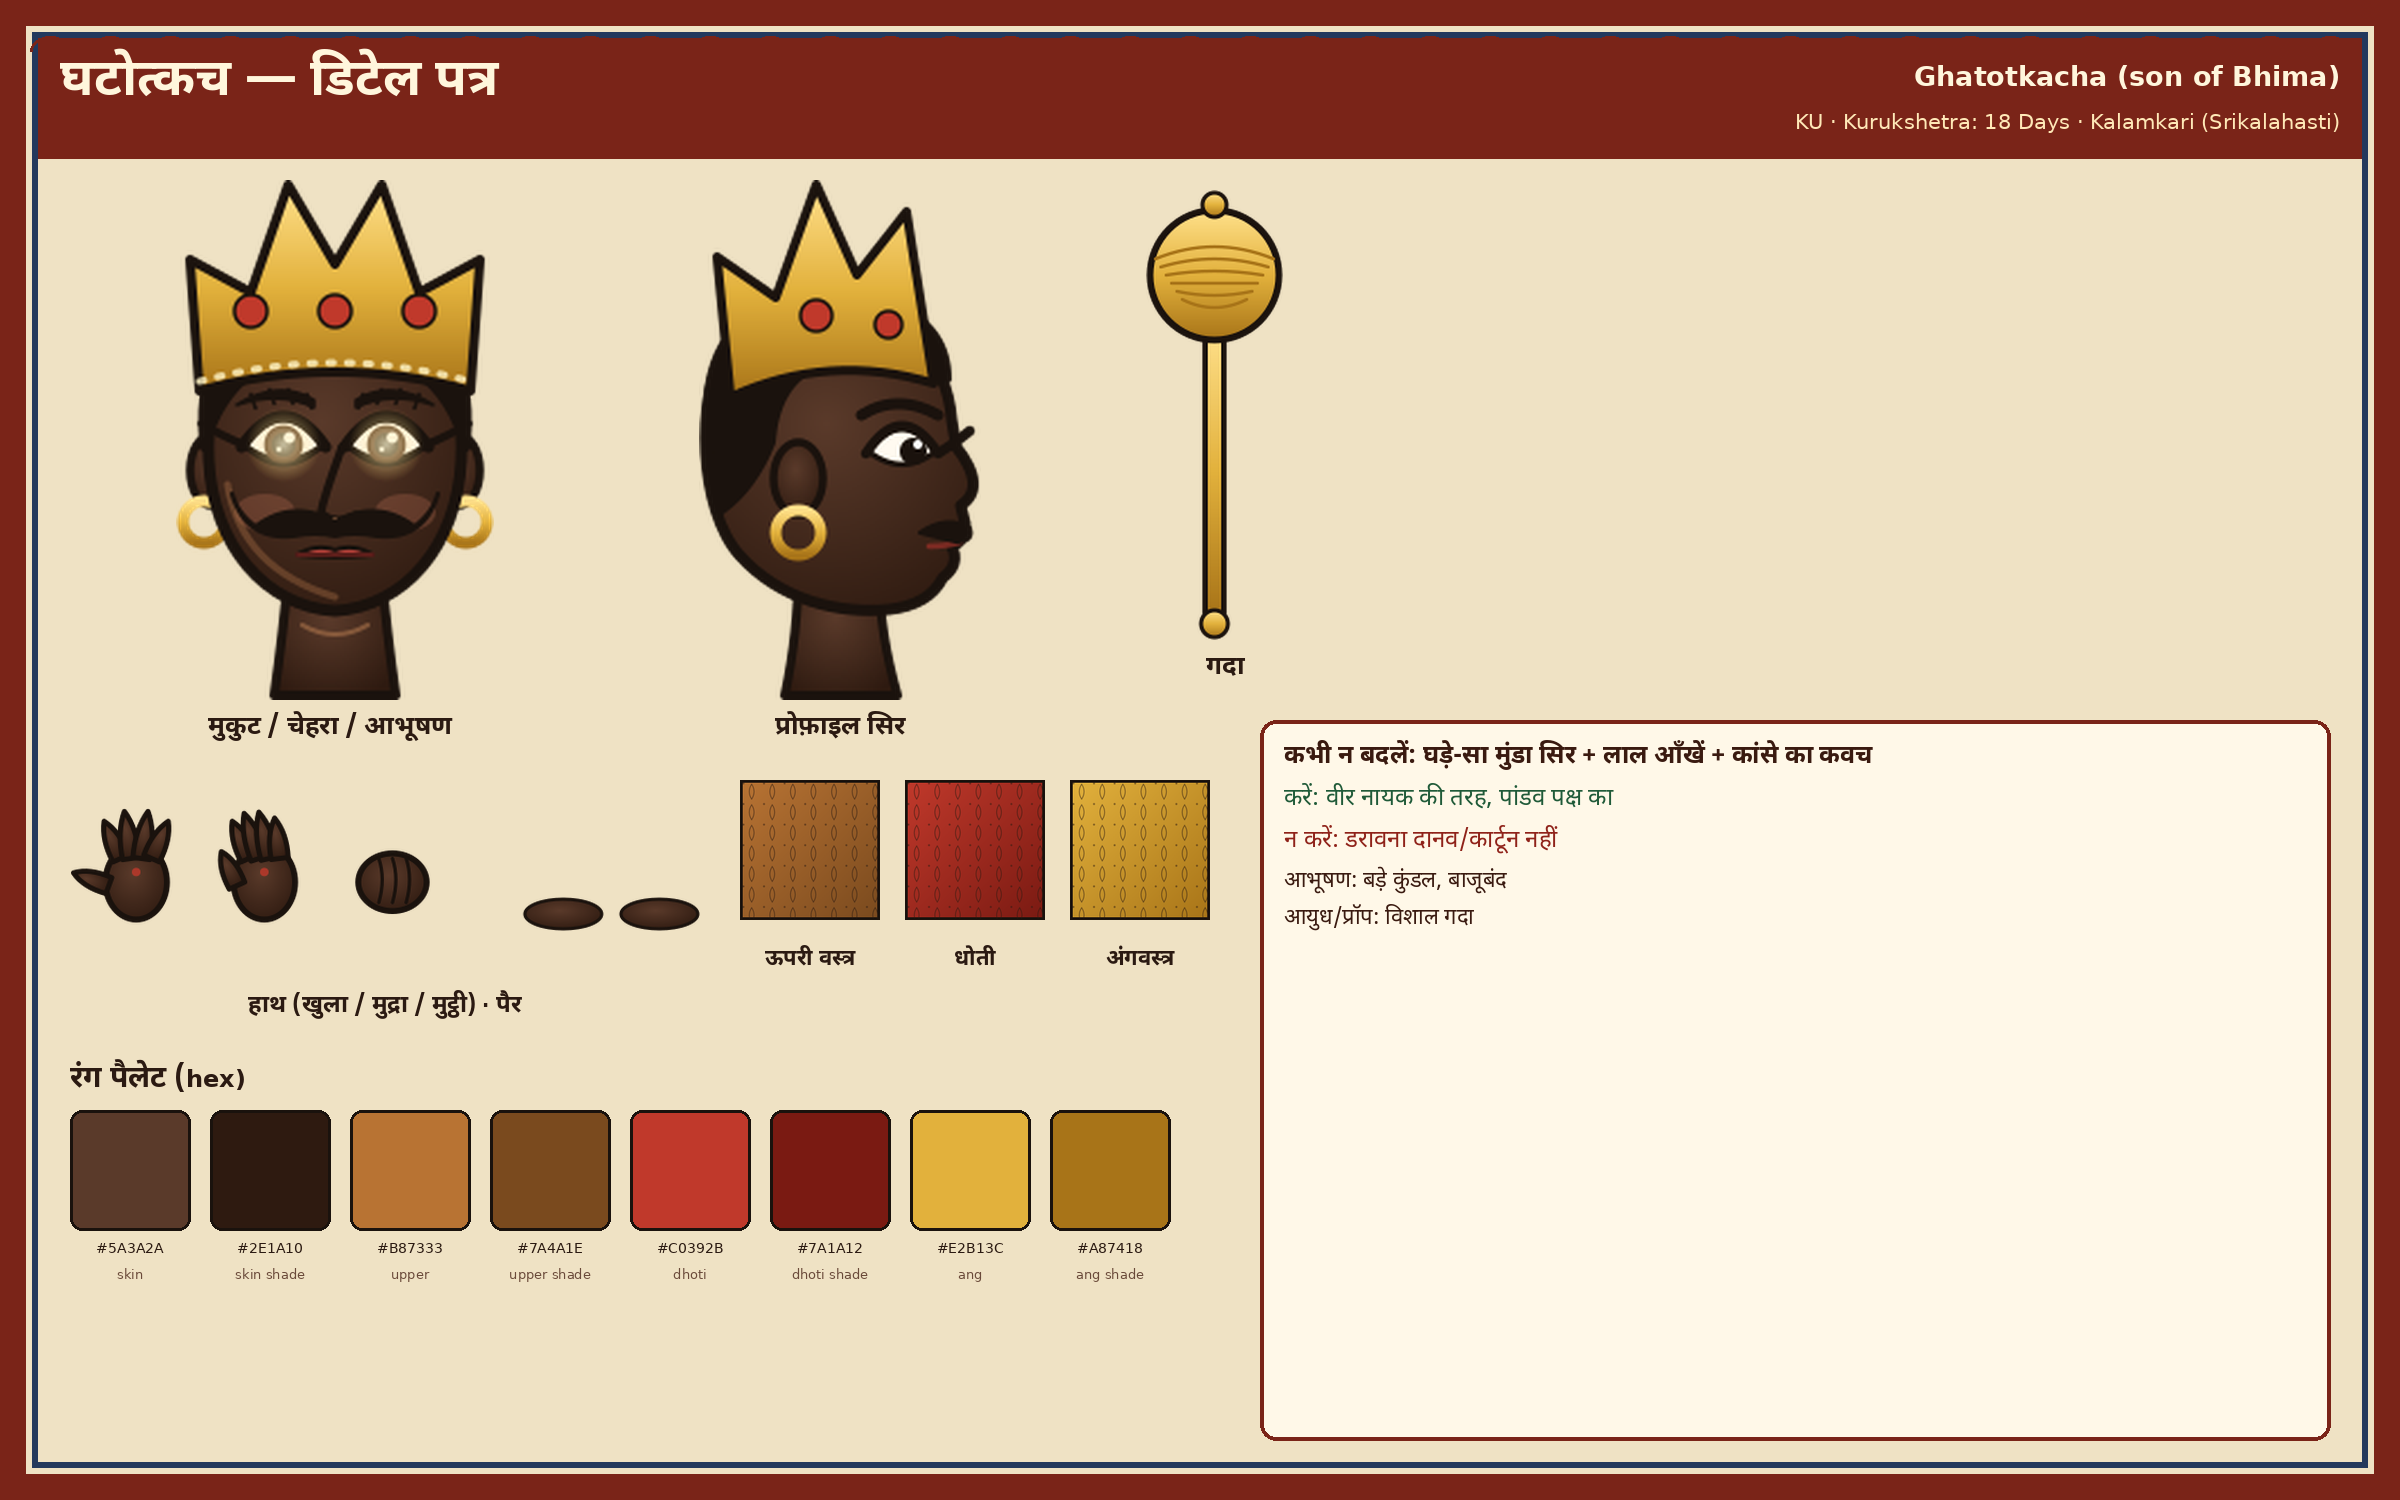 घटोत्कच — डिटेल पत्र
Ghatotkacha (son of Bhima)
KU · Kurukshetra: 18 Days · Kalamkari (Srikalahasti)
गदा
मुकुट / चेहरा / आभूषण
प्रोफ़ाइल सिर
कभी न बदलें: घड़े-सा मुंडा सिर + लाल आँखें + कांसे का कवच
करें: वीर नायक की तरह, पांडव पक्ष का
न करें: डरावना दानव/कार्टून नहीं
आभूषण: बड़े कुंडल, बाजूबंद
आयुध/प्रॉप: विशाल गदा
ऊपरी वस्त्र
धोती
अंगवस्त्र
हाथ (खुला / मुद्रा / मुट्ठी) · पैर
रंग पैलेट (hex)
#5A3A2A
#2E1A10
#B87333
#7A4A1E
#C0392B
#7A1A12
#E2B13C
#A87418
skin
skin shade
upper
upper shade
dhoti
dhoti shade
ang
ang shade